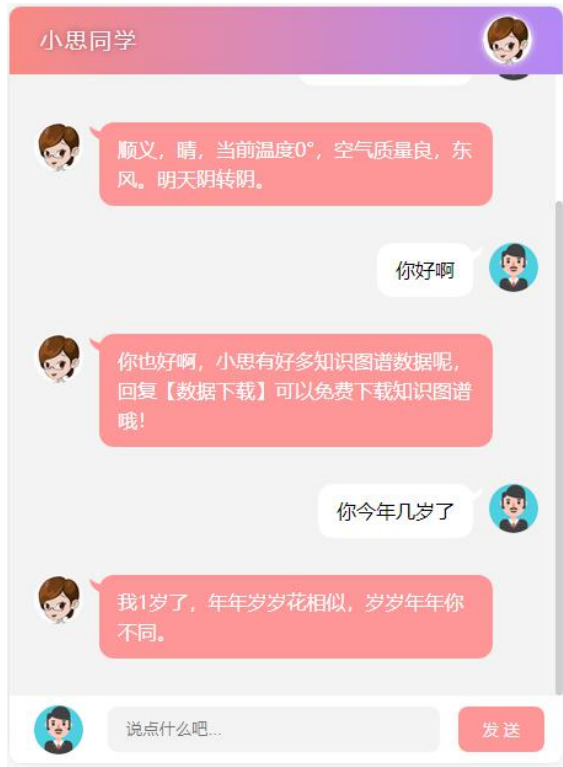 小思同学
顺义，晴，当前温度0°，空气质量良，东
风。明天阴转阴。
你好啊
你也好啊，小思有好多知识图谱数据呢，
回复【数据下载】可以免费下载知识图谱
哦！
你今年几岁了
我1岁了，年年岁岁花相似，岁岁年年你
不同。
说点什么吧...
发 送